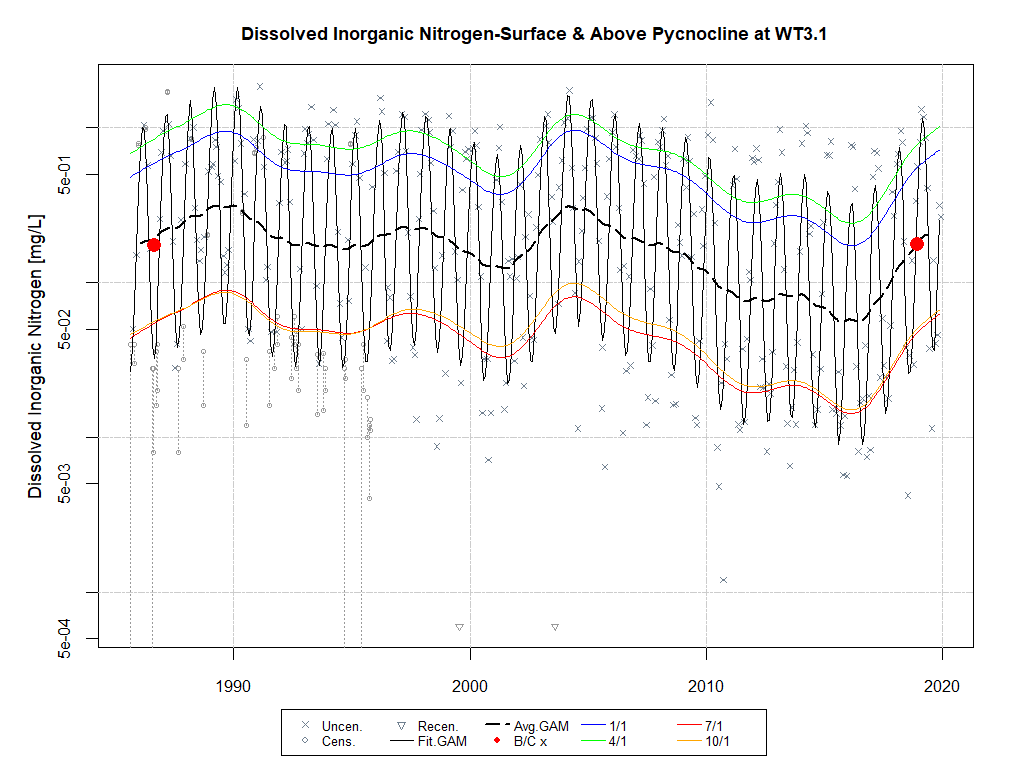 Dissolved Inorganic Nitrogen-Surface & Above Pycnocline at WT3.1
Dissolved Inorganic Nitrogen [mg/L]
5e-01
5e-02
5e-03
5e-04
1990 2000 2010 2020
Uncen. Recen. Avg.GAM 1/1 7/1
Cens. Fit.GAM B/C x 4/1 10/1